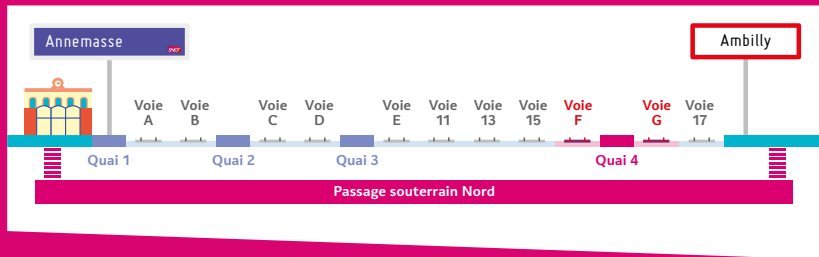 Annemasse
SNCF
Ambilly
Voie A
Voie B
Voie C
Voie D
Voie E
Voie 11
Voie 13
Voie 15
Voie F
Voie G
Voie 17
Quai 1
Quai 2
Quai 3
Quai 4
Passage souterrain Nord